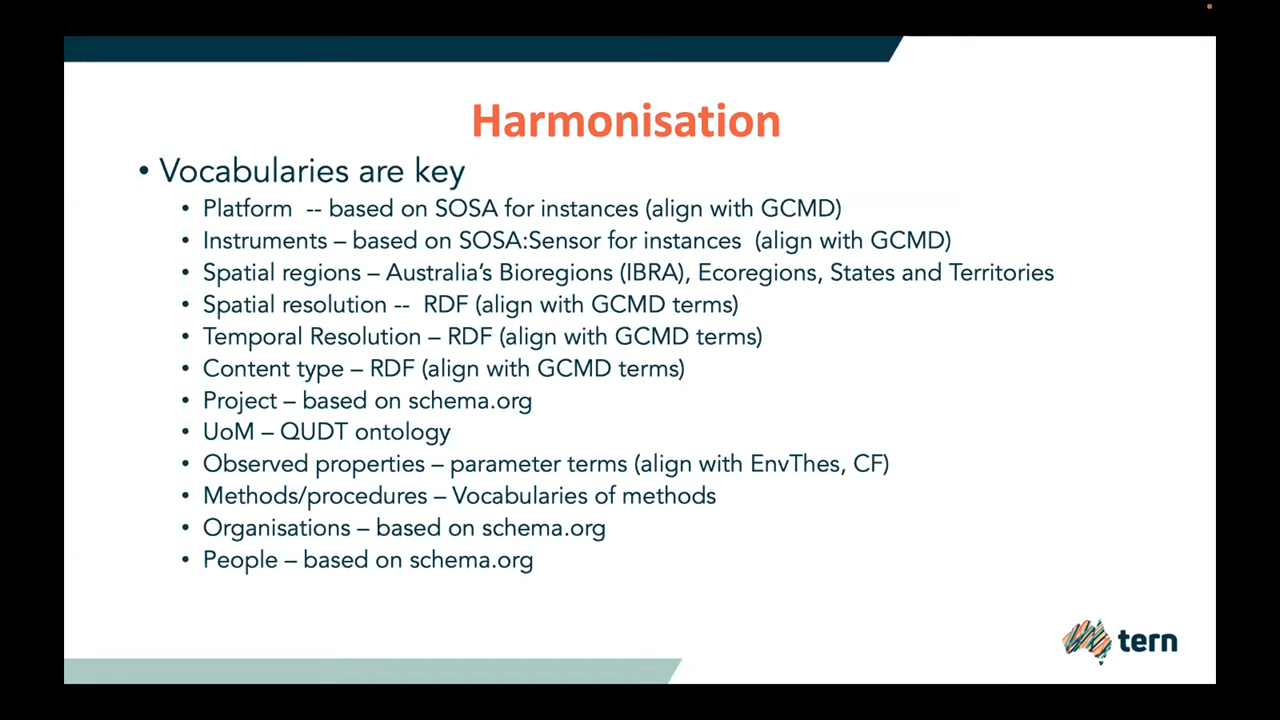 Harmonisation
• Vocabularies are key
• Platform -- based on SOSA for instances (align with GCMD)
• Instruments – based on SOSA:Sensor for instances (align with GCMD)
• Spatial regions – Australia's Bioregions (IBRA), Ecoregions, States and Territories
• Spatial resolution -- RDF (align with GCMD terms)
• Temporal Resolution – RDF (align with GCMD terms)
• Content type – RDF (align with GCMD terms)
• Project – based on schema.org
• UoM – QUDT ontology
• Observed properties – parameter terms (align with EnvThes, CF)
• Methods/procedures – Vocabularies of methods
• Organisations – based on schema.org
• People – based on schema.org
tern